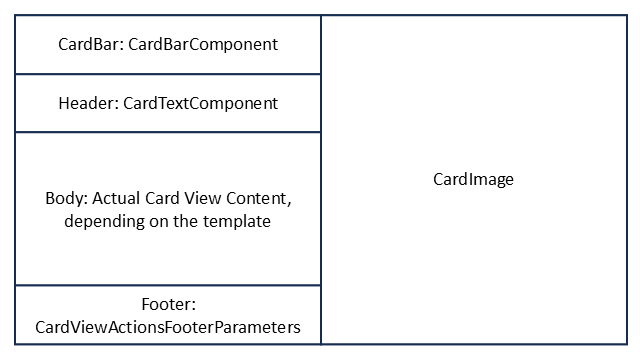 CardBar: CardBarComponent
Header: CardTextComponent
Body: Actual Card View Content,
depending on the template
Footer:
CardViewActionsFooterParameters
CardImage